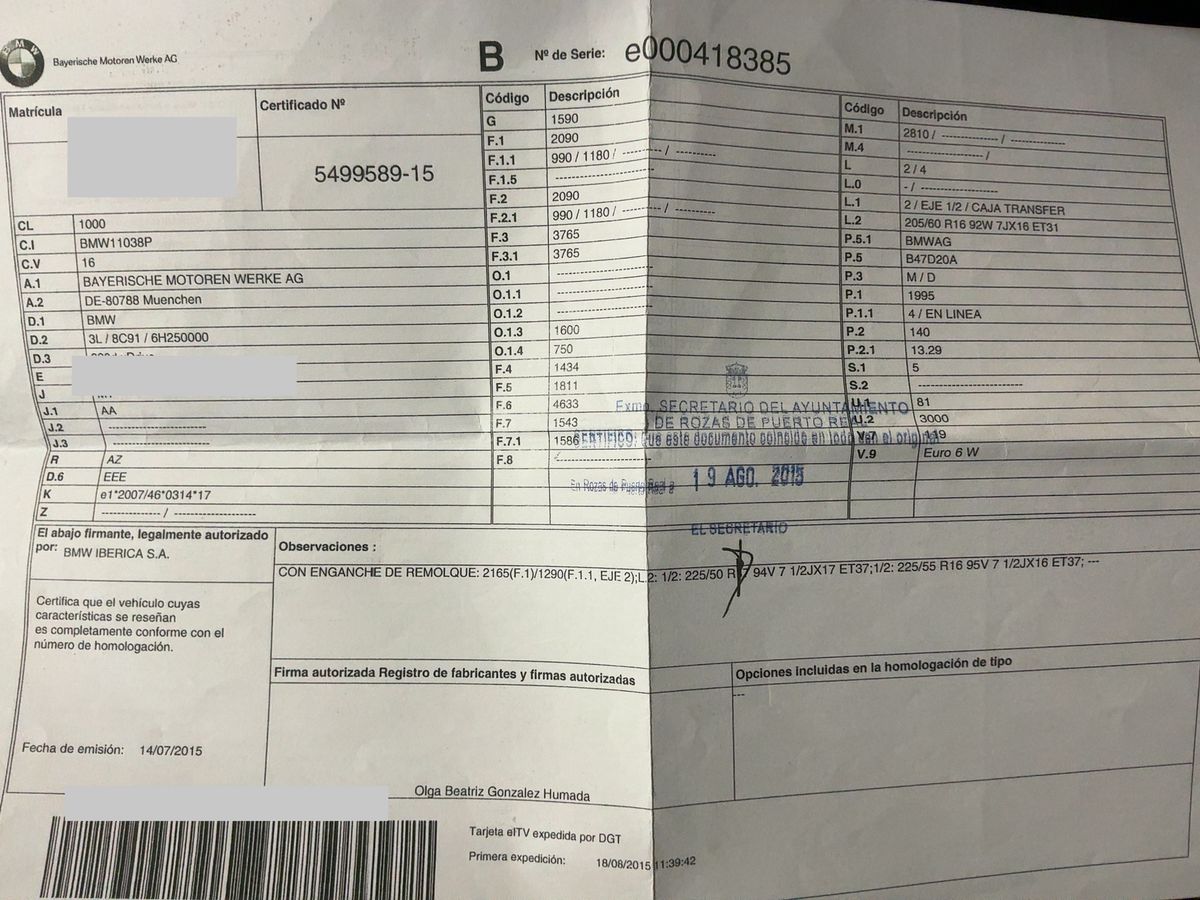 BMW
Bayerische Motoren Werke AG
B Nº de Serie: e000418385
Matrícula
Certificado Nº
5499589-15
CL 1000
C.I BMW11038P
C.V 16
A.1 BAYERISCHE MOTOREN WERKE AG
A.2 DE-80788 Muenchen
D.1 BMW
D.2 3L / 8C91 / 6H250000
D.3
E
J
J.1 AA
J.2 --------------------
J.3 --------------------
R AZ
D.6 EEE
K e1*2007/46*0314*17
Z -------------- / --------------------
Código Descripción
G 1590
F.1 2090
F.1.1 990 / 1180 / --------- / ----------
F.1.5 --------------------
F.2 2090
F.2.1 990 / 1180 / --------- / ----------
F.3 3765
F.3.1 3765
O.1 --------------------
O.1.1 --------------------
O.1.2 --------------------
O.1.3 1600
O.1.4 750
F.4 1434
F.5 1811
F.6 4633
F.7 1543
F.7.1 1586
F.8 --------------------
Código Descripción
M.1 2810 / -------------- / --------------
M.4 -------------------- /
L 2 / 4
L.0 - / --------------------
L.1 2 / EJE 1/2 / CAJA TRANSFER
L.2 205/60 R16 92W 7JX16 ET31
P.5.1 BMWAG
P.5 B47D20A
P.3 M / D
P.1 1995
P.1.1 4 / EN LINEA
P.2 140
P.2.1 13.29
S.1 5
S.2 --------------------
U.1 81
U.2 3000
V.7 119
V.9 Euro 6 W
Exmo. SECRETARIO DEL AYUNTAMIENTO
DE ROZAS DE PUERTO REAL
CERTIFICO: Que este documento coincide en todo con el original
En Rozas de Puerto Real a 19 AGO. 2015
EL SECRETARIO
El abajo firmante, legalmente autorizado
por: BMW IBERICA S.A.
Certifica que el vehículo cuyas
características se reseñan
es completamente conforme con el
número de homologación.
Fecha de emisión: 14/07/2015
Observaciones :
CON ENGANCHE DE REMOLQUE: 2165(F.1)/1290(F.1.1, EJE 2);L.2: 1/2: 225/50 R17 94V 7 1/2JX17 ET37;1/2: 225/55 R16 95V 7 1/2JX16 ET37; ---
Firma autorizada Registro de fabricantes y firmas autorizadas
Olga Beatriz Gonzalez Humada
Opciones incluidas en la homologación de tipo
---
Tarjeta eITV expedida por DGT
Primera expedición: 18/08/2015 11:39:42